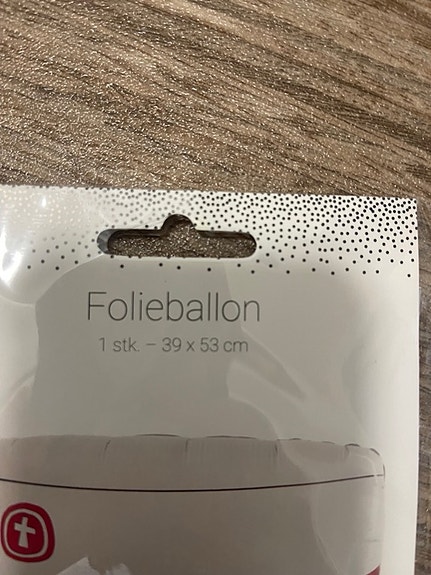 Folieballon
1 stk. – 39 x 53 cm